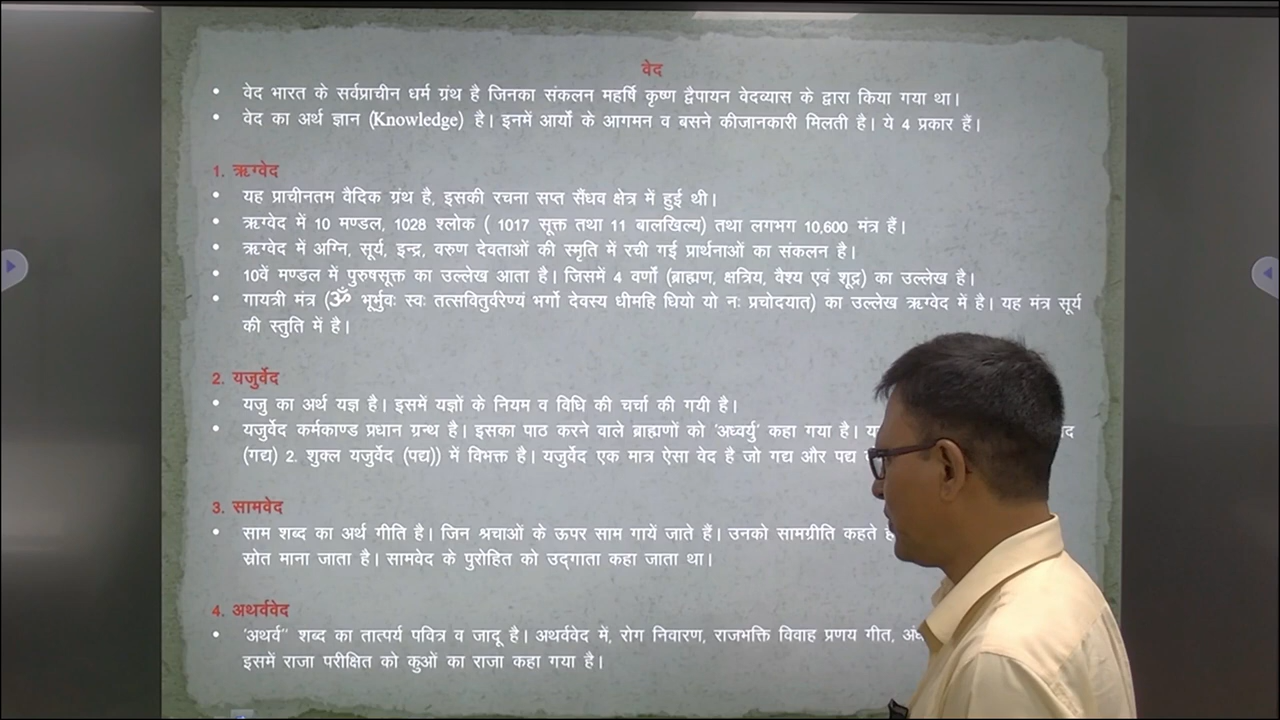 वेद
• वेद भारत के सर्वप्राचीन धर्म ग्रंथ है जिनका संकलन महर्षि कृष्ण द्वैपायन वेदव्यास के द्वारा किया गया था।
• वेद का अर्थ ज्ञान (Knowledge) है। इनमें आर्यों के आगमन व बसने कीजानकारी मिलती है। ये 4 प्रकार हैं।
1. ऋग्वेद
• यह प्राचीनतम वैदिक ग्रंथ है, इसकी रचना सप्त सैंधव क्षेत्र में हुई थी।
• ऋग्वेद में 10 मण्डल, 1028 श्लोक ( 1017 सूक्त तथा 11 बालखिल्य) तथा लगभग 10,600 मंत्र हैं।
• ऋग्वेद में अग्नि, सूर्य, इन्द्र, वरुण देवताओं की स्मृति में रची गई प्रार्थनाओं का संकलन है।
• 10वें मण्डल में पुरुषसूक्त का उल्लेख आता है। जिसमें 4 वर्णों (ब्राह्मण, क्षत्रिय, वैश्य एवं शूद्र) का उल्लेख है।
• गायत्री मंत्र (ॐ भूर्भुवः स्वः तत्सवितुर्वरेण्यं भर्गो देवस्य धीमहि धियो यो नः प्रचोदयात) का उल्लेख ऋग्वेद में है। यह मंत्र सूर्य
की स्तुति में है।
2. यजुर्वेद
• यजु का अर्थ यज्ञ है। इसमें यज्ञों के नियम व विधि की चर्चा की गयी है।
• यजुर्वेद कर्मकाण्ड प्रधान ग्रन्थ है। इसका पाठ करने वाले ब्राह्मणों को 'अध्वर्यु' कहा गया है।
(गद्य) 2. शुक्ल यजुर्वेद (पद्य)) में विभक्त है। यजुर्वेद एक मात्र ऐसा वेद है जो गद्य और पद्य
3. सामवेद
• साम शब्द का अर्थ गीति है। जिन श्रचाओं के ऊपर साम गायें जाते हैं। उनको सामग्रीति कहते
स्रोत माना जाता है। सामवेद के पुरोहित को उद्गाता कहा जाता था।
4. अथर्ववेद
• 'अथर्व" शब्द का तात्पर्य पवित्र व जादू है। अथर्ववेद में, रोग निवारण, राजभक्ति विवाह प्रणय गीत,
इसमें राजा परीक्षित को कुओं का राजा कहा गया है।